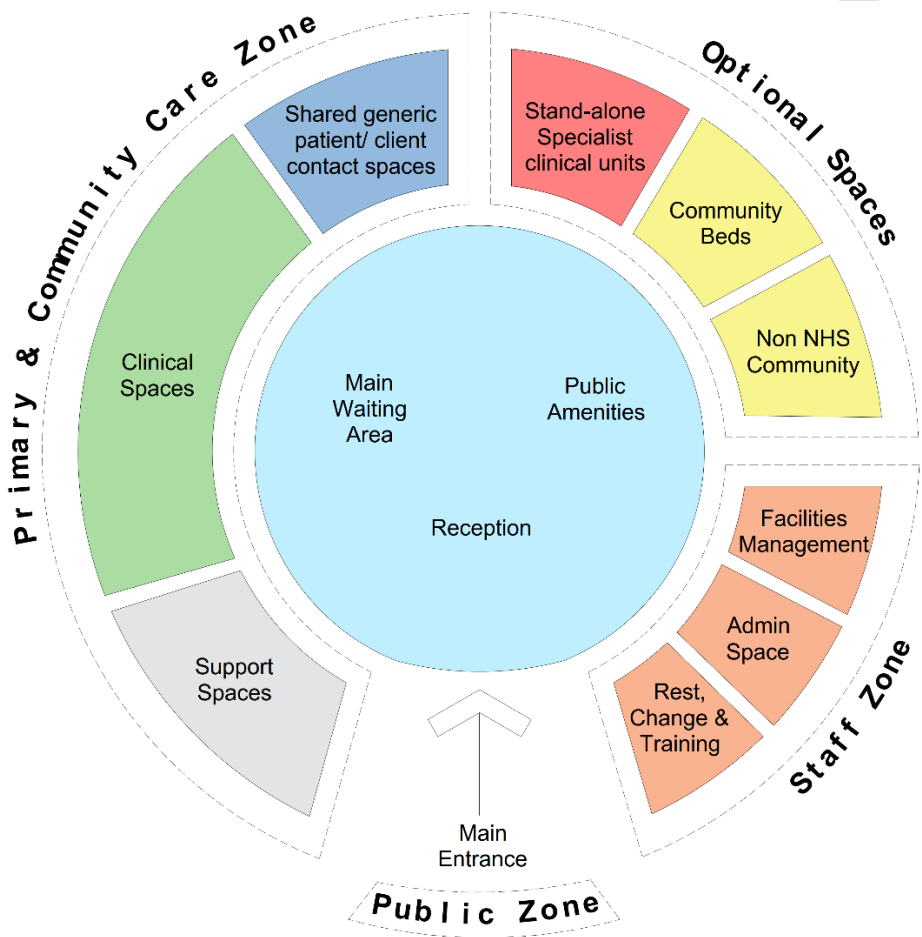 Primary & Community Care Zone
Optional Spaces
Shared generic
patient/ client
contact spaces
Stand-alone
Specialist
clinical units
Community
Beds
Non NHS
Community
Clinical
Spaces
Main
Waiting
Area
Public
Amenities
Reception
Facilities
Management
Admin
Space
Rest,
Change &
Training
Support
Spaces
Staff Zone
Main
Entrance
Public Zone